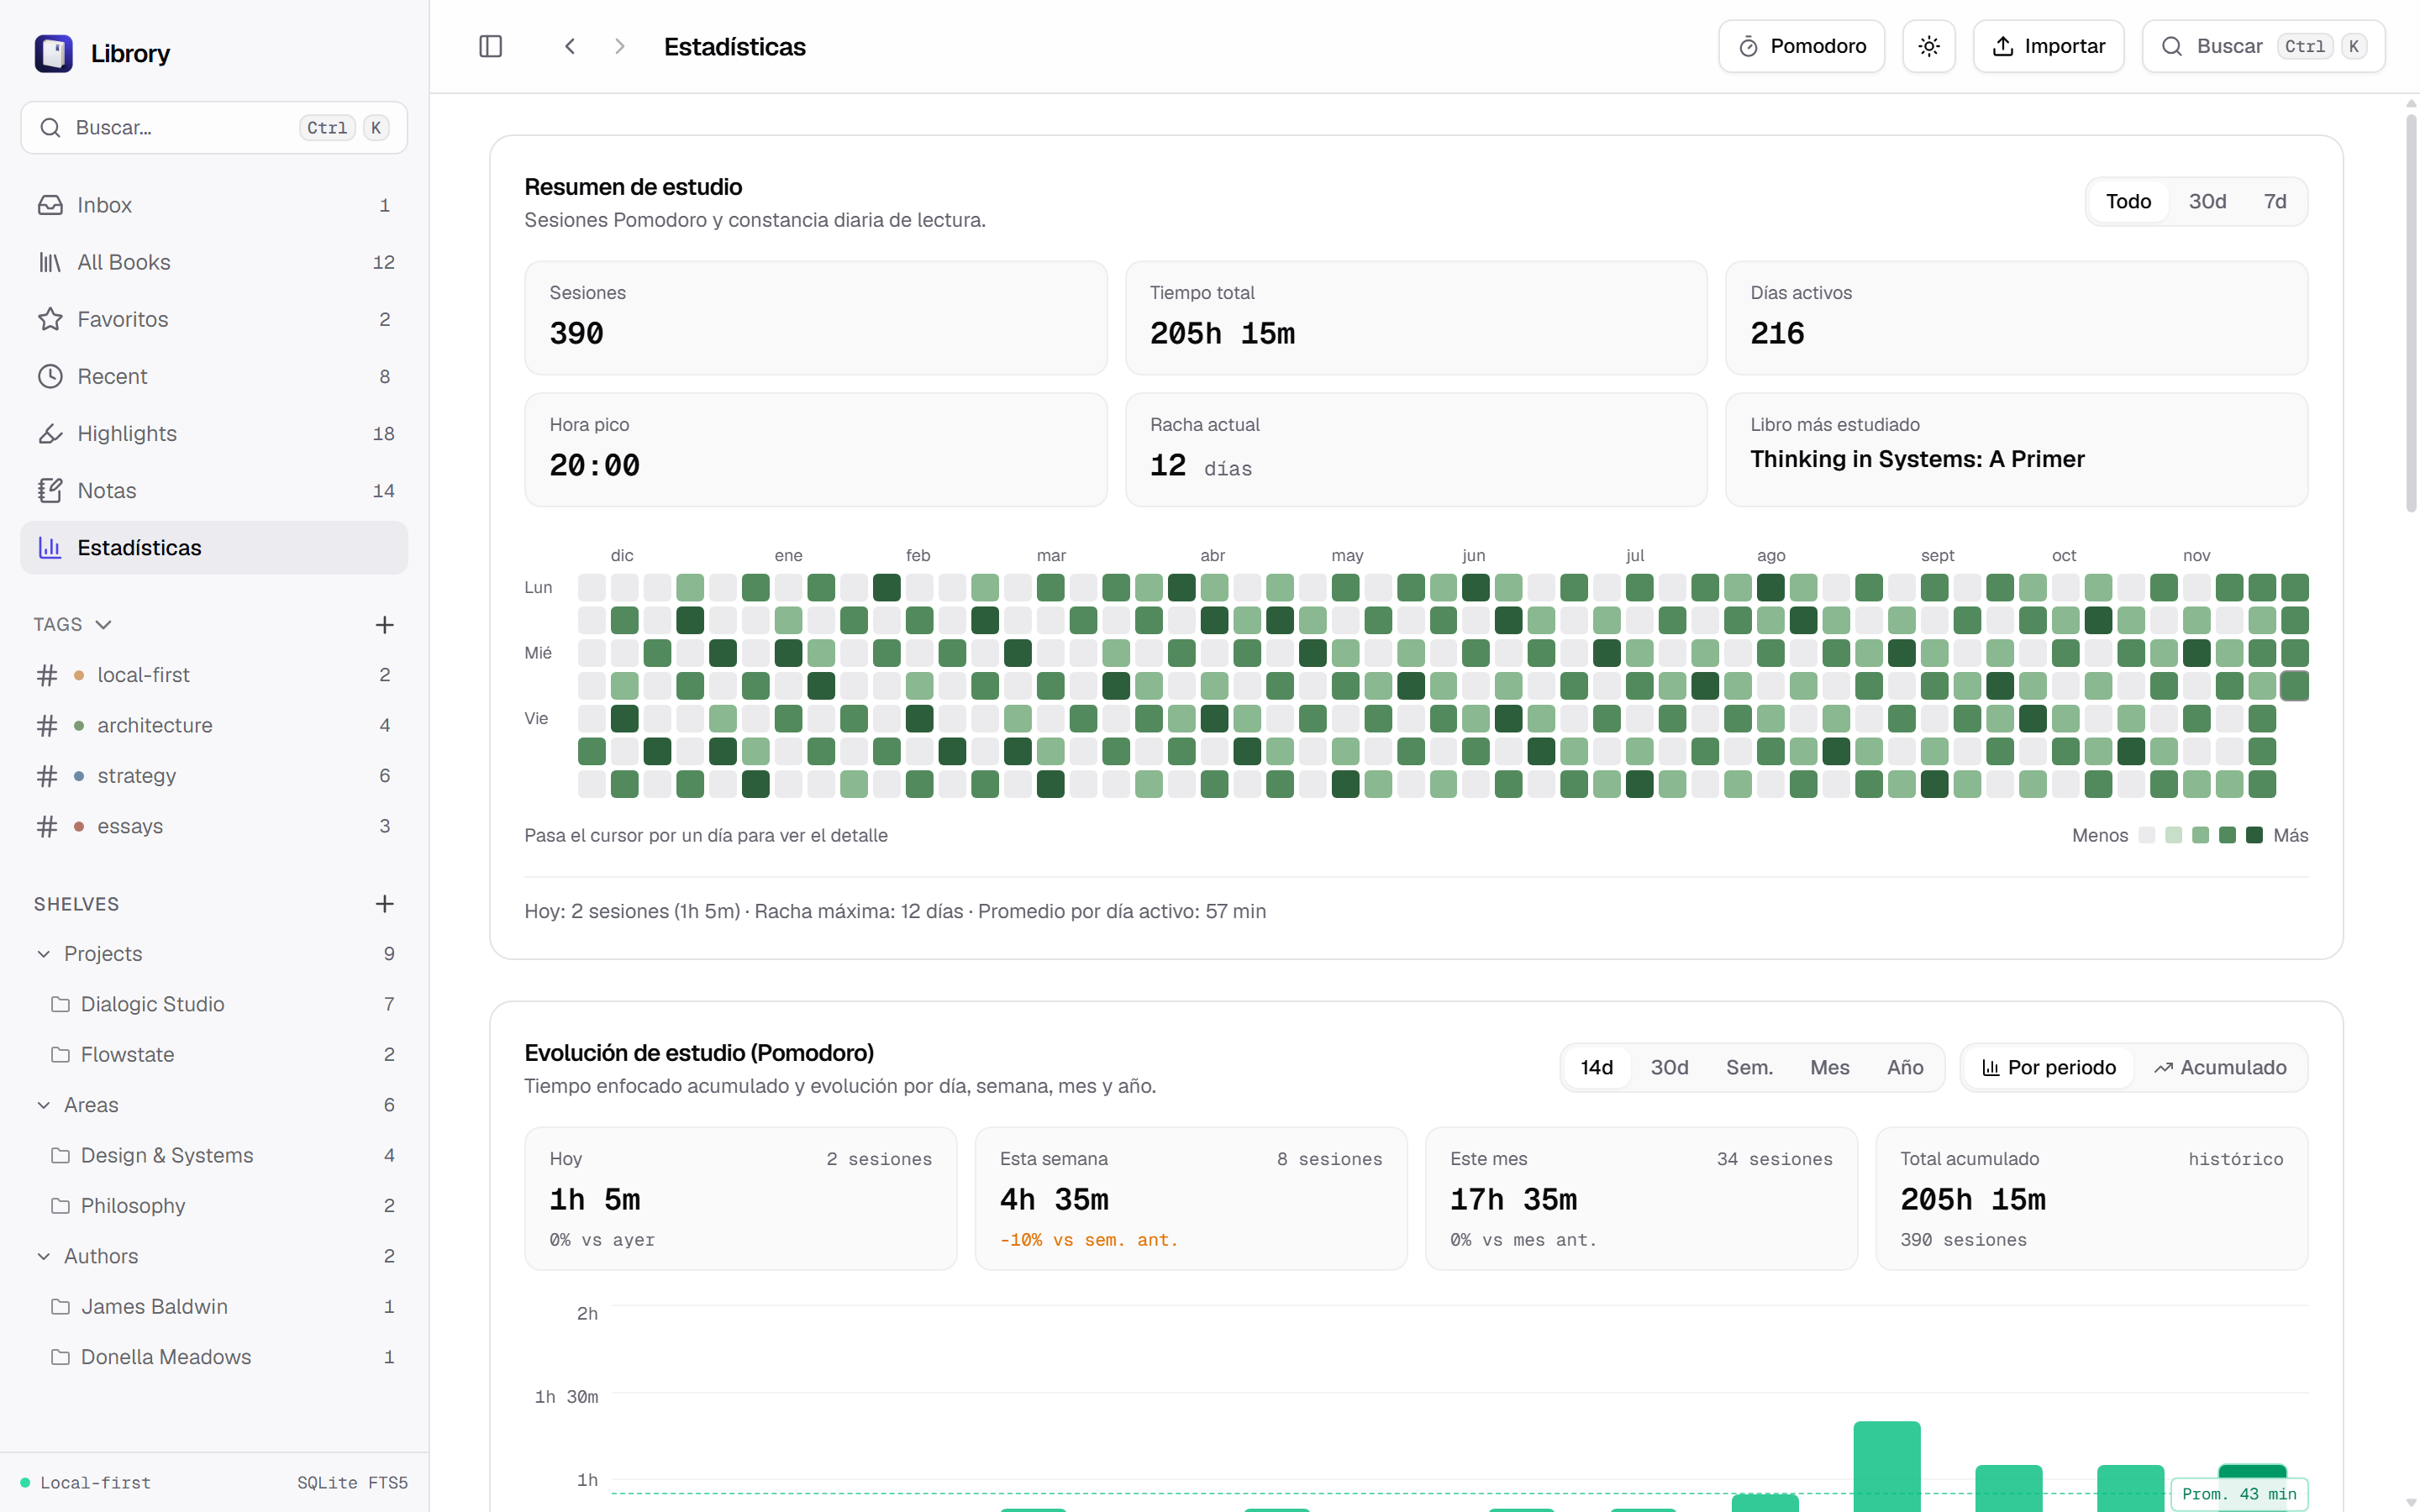 Librory
Buscar... Ctrl K
Inbox 1
All Books 12
Favoritos 2
Recent 8
Highlights 18
Notas 14
Estadísticas
TAGS
# local-first 2
# architecture 4
# strategy 6
# essays 3
SHELVES
Projects 9
Dialogic Studio 7
Flowstate 2
Areas 6
Design & Systems 4
Philosophy 2
Authors 2
James Baldwin 1
Donella Meadows 1
Local-first SQLite FTS5
Estadísticas
Pomodoro
Importar
Buscar Ctrl K
Resumen de estudio
Sesiones Pomodoro y constancia diaria de lectura.
Todo 30d 7d
Sesiones
390
Tiempo total
205h 15m
Días activos
216
Hora pico
20:00
Racha actual
12 días
Libro más estudiado
Thinking in Systems: A Primer
dic ene feb mar abr may jun jul ago sept oct nov
Lun
Mié
Vie
Pasa el cursor por un día para ver el detalle
Menos Más
Hoy: 2 sesiones (1h 5m) · Racha máxima: 12 días · Promedio por día activo: 57 min
Evolución de estudio (Pomodoro)
Tiempo enfocado acumulado y evolución por día, semana, mes y año.
14d 30d Sem. Mes Año
Por periodo Acumulado
Hoy 2 sesiones
1h 5m
0% vs ayer
Esta semana 8 sesiones
4h 35m
-10% vs sem. ant.
Este mes 34 sesiones
17h 35m
0% vs mes ant.
Total acumulado histórico
205h 15m
390 sesiones
2h
1h 30m
1h
Prom. 43 min